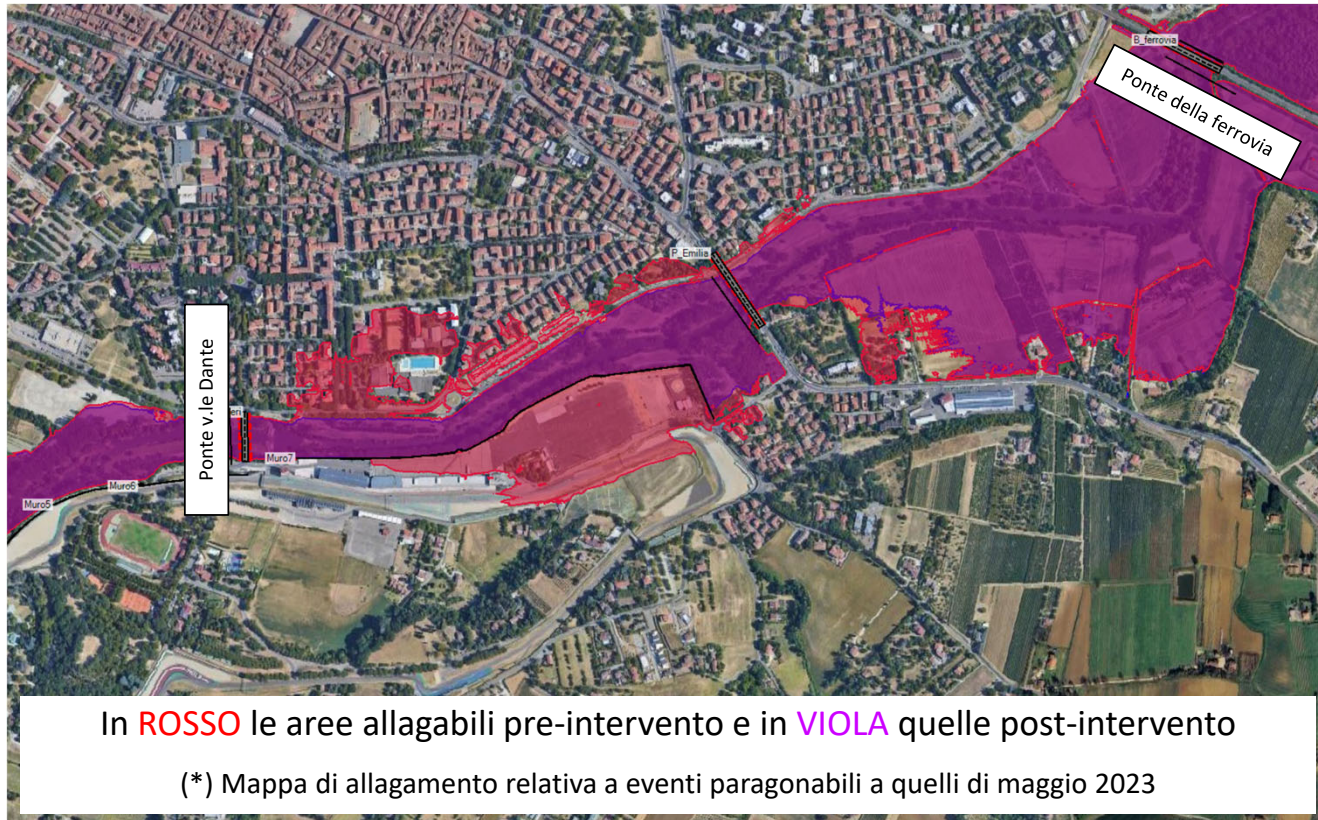 B_ferrovia
Ponte della ferrovia
P_Emilia
Ponte v.le Dante
eri
Muro7
Muro6
Muro5
In ROSSO le aree allagabili pre-intervento e in VIOLA quelle post-intervento
(*) Mappa di allagamento relativa a eventi paragonabili a quelli di maggio 2023